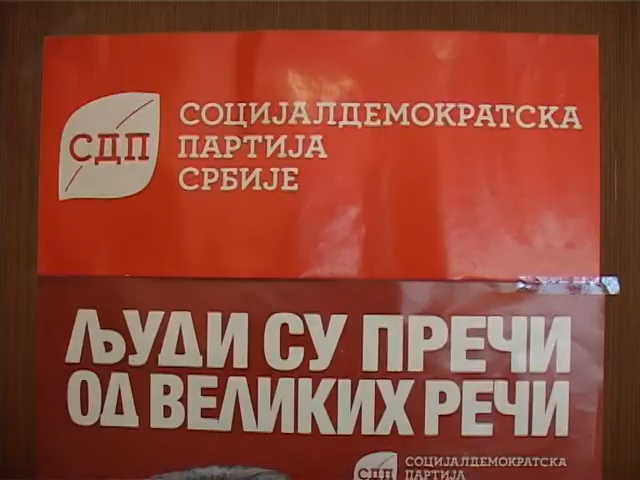 СДП
СОЦИЈАЛДЕМОКРАТСКА
ПАРТИЈА
СРБИЈЕ
ЉУДИ СУ ПРЕЧИ
ОД ВЕЛИКИХ РЕЧИ
СДП
СОЦИЈАЛДЕМОКРАТСКА
ПАРТИЈА